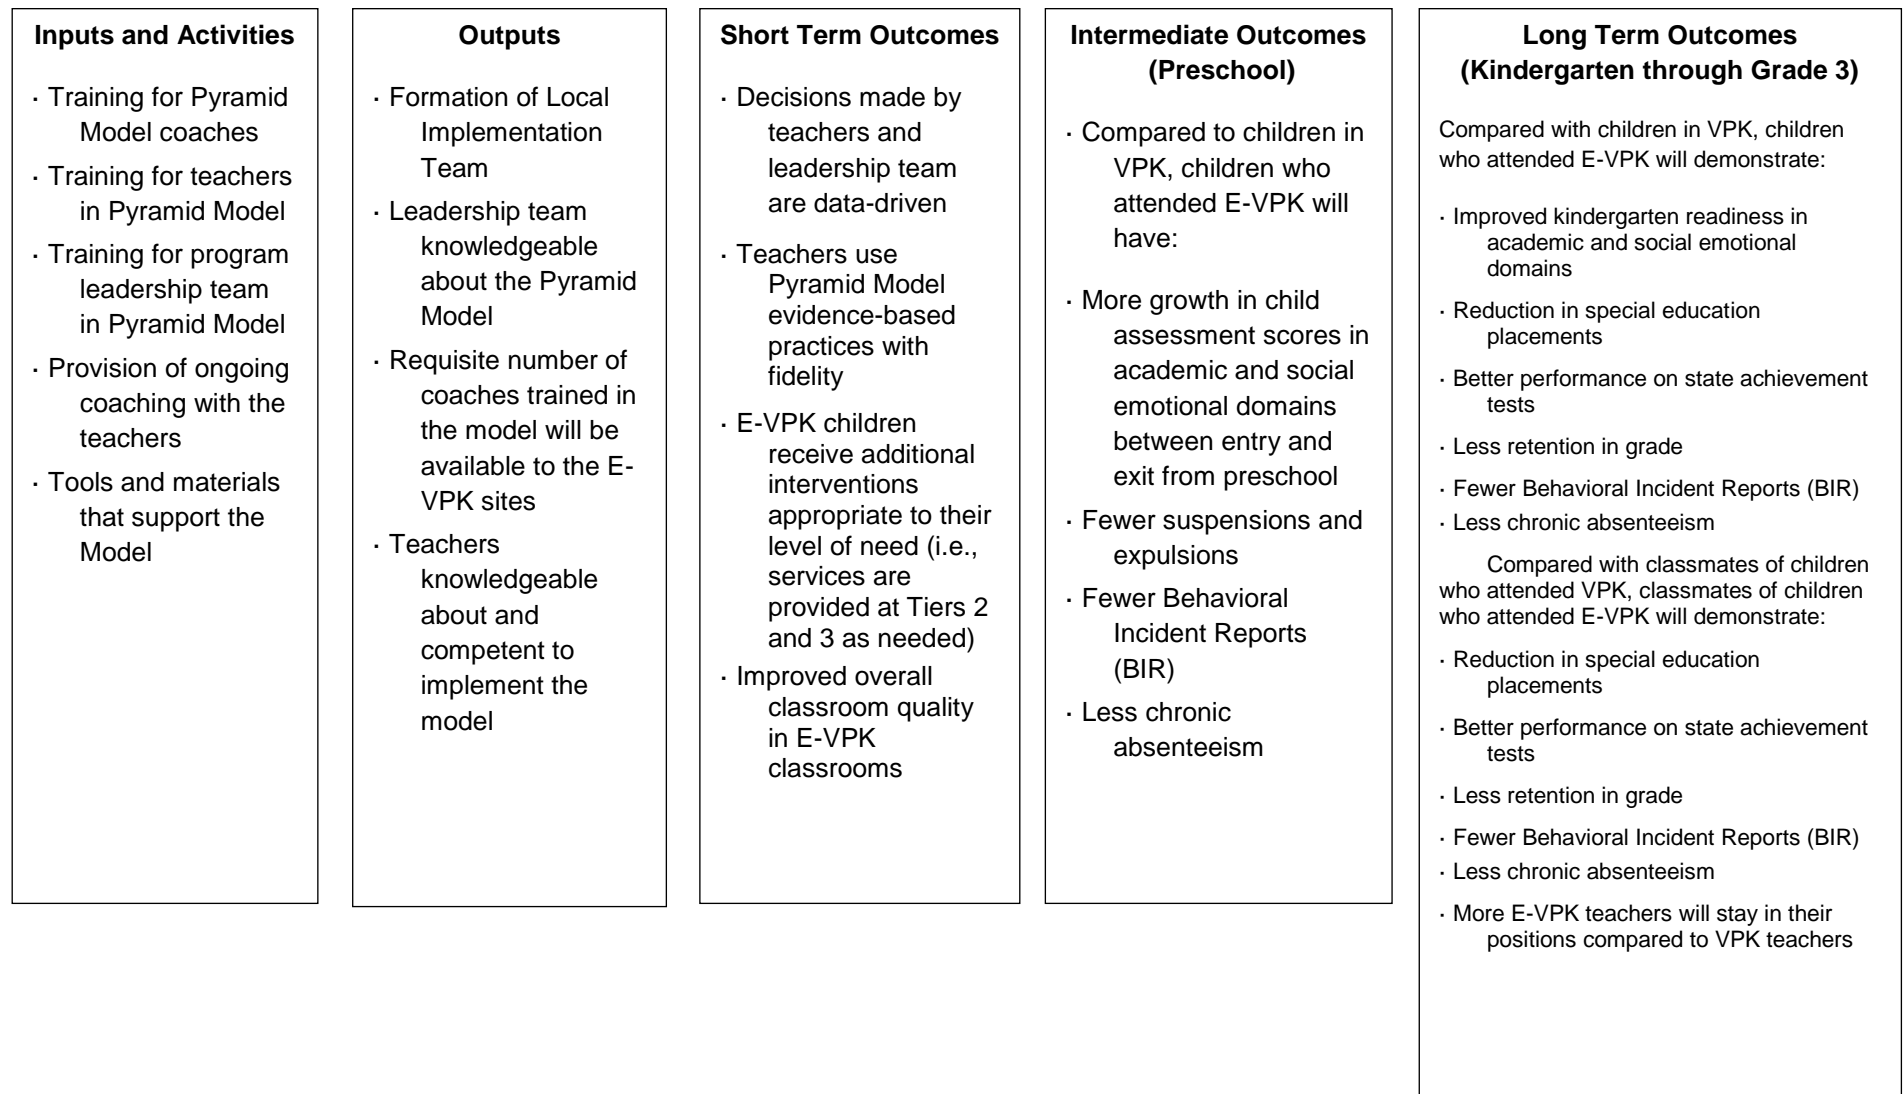 Inputs and Activities
· Training for Pyramid
Model coaches
· Training for teachers
in Pyramid Model
· Training for program
leadership team
in Pyramid Model
· Provision of ongoing
coaching with the
teachers
· Tools and materials
that support the
Model
Outputs
· Formation of Local
Implementation
Team
· Leadership team
knowledgeable
about the Pyramid
Model
· Requisite number of
coaches trained in
the model will be
available to the E-
VPK sites
· Teachers
knowledgeable
about and
competent to
implement the
model
Short Term Outcomes
· Decisions made by
teachers and
leadership team
are data-driven
· Teachers use
Pyramid Model
evidence-based
practices with
fidelity
· E-VPK children
receive additional
interventions
appropriate to their
level of need (i.e.,
services are
provided at Tiers 2
and 3 as needed)
· Improved overall
classroom quality
in E-VPK
classrooms
Intermediate Outcomes
(Preschool)
· Compared to children in
VPK, children who
attended E-VPK will
have:
· More growth in child
assessment scores in
academic and social
emotional domains
between entry and
exit from preschool
· Fewer suspensions and
expulsions
· Fewer Behavioral
Incident Reports
(BIR)
· Less chronic
absenteeism
Long Term Outcomes
(Kindergarten through Grade 3)
Compared with children in VPK, children
who attended E-VPK will demonstrate:
· Improved kindergarten readiness in
academic and social emotional
domains
· Reduction in special education
placements
· Better performance on state achievement
tests
· Less retention in grade
· Fewer Behavioral Incident Reports (BIR)
· Less chronic absenteeism
Compared with classmates of children
who attended VPK, classmates of children
who attended E-VPK will demonstrate:
· Reduction in special education
placements
· Better performance on state achievement
tests
· Less retention in grade
· Fewer Behavioral Incident Reports (BIR)
· Less chronic absenteeism
· More E-VPK teachers will stay in their
positions compared to VPK teachers